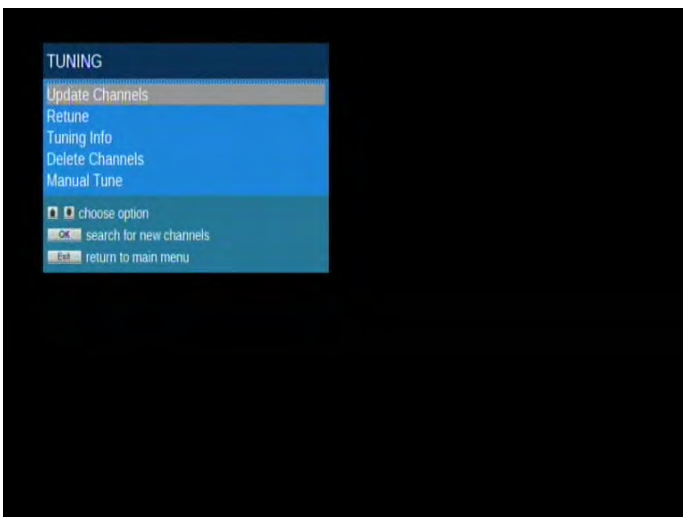 TUNING
Update Channels
Retune
Tuning Info
Delete Channels
Manual Tune
choose option
OK search for new channels
Exit return to main menu